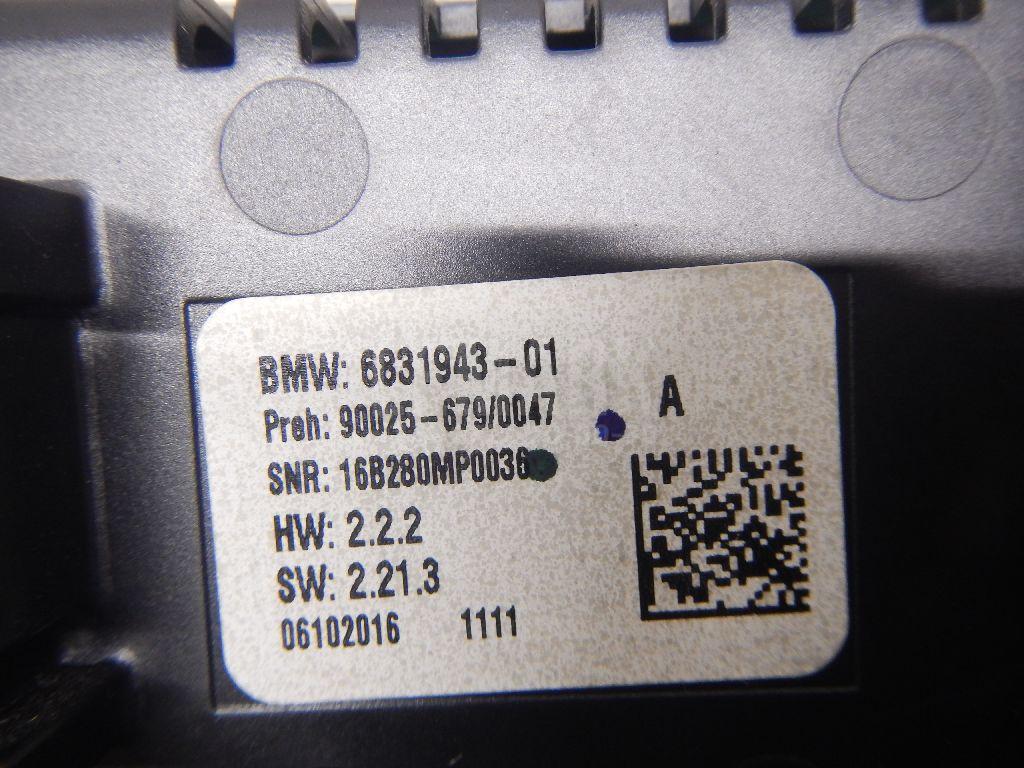 BMW: 6831943-01
A
Preh: 90025-679/0047
SNR: 16B280MP0036
HW: 2.2.2
SW: 2.21.3
06102016 1111